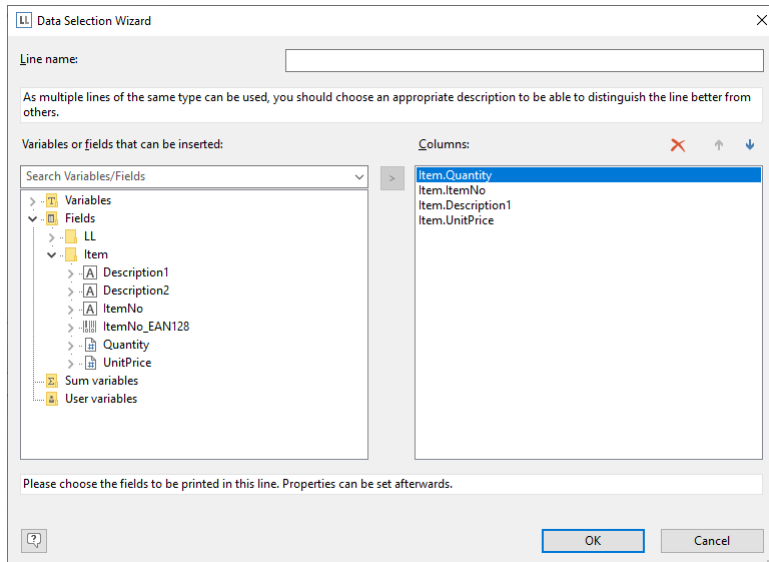 LL Data Selection Wizard
Line name:
As multiple lines of the same type can be used, you should choose an appropriate description to be able to distinguish the line better from
others.
Variables or fields that can be inserted:
Columns:
Search Variables/Fields
>
Item.Quantity
Item.ItemNo
Item.Description1
Item.UnitPrice
T Variables
Fields
LL
Item
A Description1
A Description2
A ItemNo
ItemNo_EAN128
# Quantity
# UnitPrice
Σ Sum variables
User variables
Please choose the fields to be printed in this line. Properties can be set afterwards.
?
OK
Cancel